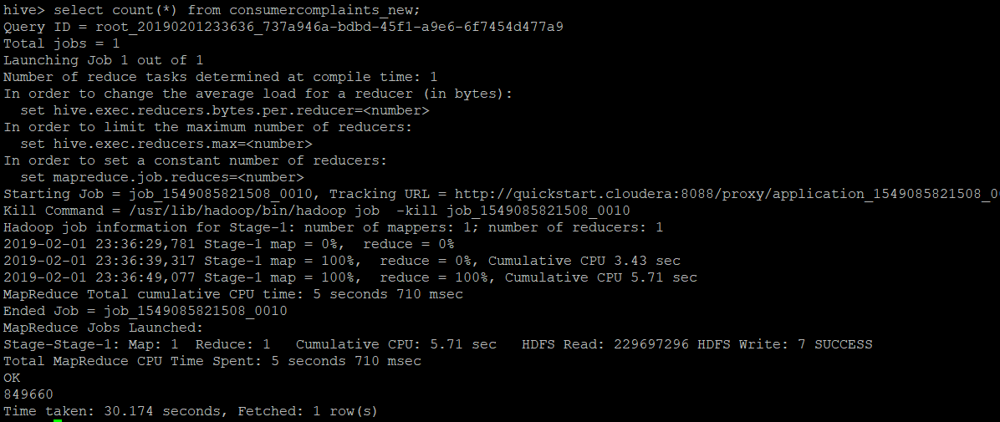 hive> select count(*) from consumercomplaints_new;
Query ID = root_20190201233636_737a946a-bdbd-45f1-a9e6-6f7454d477a9
Total jobs = 1
Launching Job 1 out of 1
Number of reduce tasks determined at compile time: 1
In order to change the average load for a reducer (in bytes):
  set hive.exec.reducers.bytes.per.reducer=<number>
In order to limit the maximum number of reducers:
  set hive.exec.reducers.max=<number>
In order to set a constant number of reducers:
  set mapreduce.job.reduces=<number>
Starting Job = job_1549085821508_0010, Tracking URL = http://quickstart.cloudera:8088/proxy/application_1549085821508_0
Kill Command = /usr/lib/hadoop/bin/hadoop job  -kill job_1549085821508_0010
Hadoop job information for Stage-1: number of mappers: 1; number of reducers: 1
2019-02-01 23:36:29,781 Stage-1 map = 0%,  reduce = 0%
2019-02-01 23:36:39,317 Stage-1 map = 100%,  reduce = 0%, Cumulative CPU 3.43 sec
2019-02-01 23:36:49,077 Stage-1 map = 100%,  reduce = 100%, Cumulative CPU 5.71 sec
MapReduce Total cumulative CPU time: 5 seconds 710 msec
Ended Job = job_1549085821508_0010
MapReduce Jobs Launched:
Stage-Stage-1: Map: 1  Reduce: 1   Cumulative CPU: 5.71 sec   HDFS Read: 229697296 HDFS Write: 7 SUCCESS
Total MapReduce CPU Time Spent: 5 seconds 710 msec
OK
849660
Time taken: 30.174 seconds, Fetched: 1 row(s)